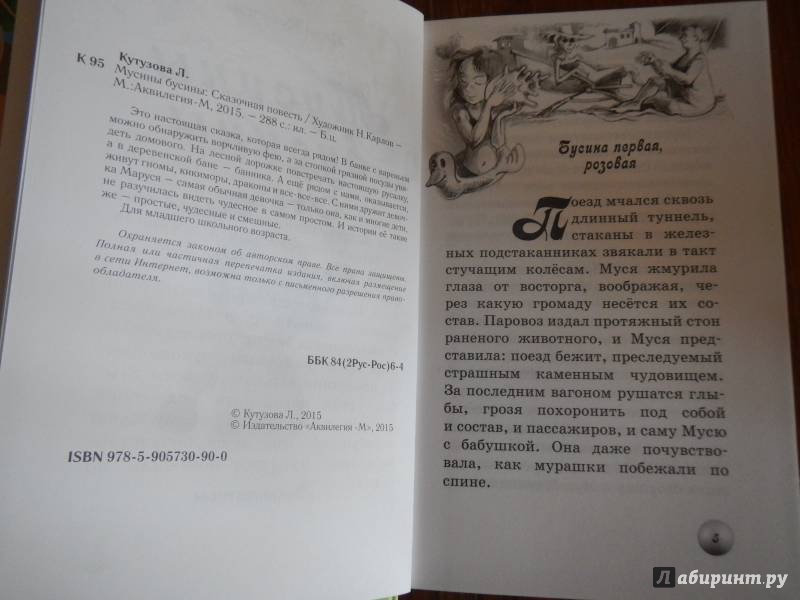 Кутузова Л.
К 95
Мусины бусины: Сказочная повесть / Художник Н.Карпов –
М.:Аквилегия-М, 2015. – 288 с.: ил. – Б.ц.
Это настоящая сказка, которая всегда рядом! В банке с вареньем
можно обнаружить ворчливую фею, а за стопкой грязной посуды уви-
деть домового. На лесной дорожке повстречать настоящую русалку,
а в деревенской бане – банника. А ещё рядом с нами, оказывается,
живут гномы, кикиморы, драконы и все-все-все. С ними дружит девоч-
ка Маруся – самая обычная девочка – только она, как и многие дети,
не разучилась видеть чудесное в самом простом. И истории её такие
же – простые, чудесные и смешные.
Для младшего школьного возраста.
Охраняется законом об авторском праве. Все права защищены.
Полная или частичная перепечатка издания, включая размещение
в сети Интернет, возможна только с письменного разрешения право-
обладателя.
ББК 84(2Рус-Рос)6-4
© Кутузова Л., 2015
© Издательство «Аквилегия -М», 2015
ISBN 978-5-905730-90-0
Бусина первая,
розовая
Поезд мчался сквозь
длинный туннель,
стаканы в желез-
ных подстаканниках звякали в такт
стучащим колёсам. Муся жмурила
глаза от восторга, воображая, че-
рез какую громаду несётся их со-
став. Паровоз издал протяжный стон
раненого животного, и Муся пред-
ставила: поезд бежит, преследуемый
страшным каменным чудовищем.
За последним вагоном рушатся глы-
бы, грозя похоронить под собой
и состав, и пассажиров, и саму Мусю
с бабушкой. Она даже почувство-
вала, как мурашки побежали по
спине.
3
Лабиринт.ру